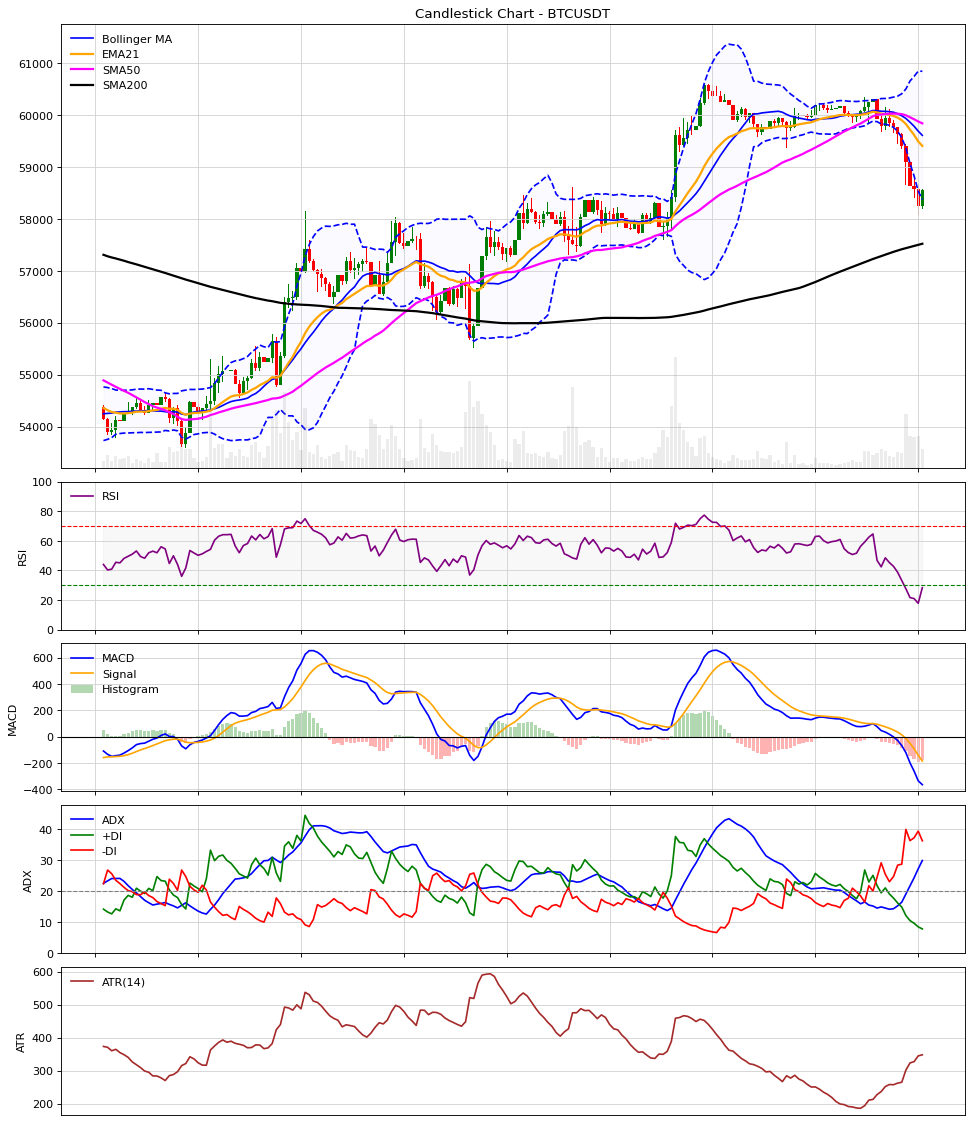 Candlestick Chart - BTCUSDT
Bollinger MA
EMA21
SMA50
SMA200
61000
60000
59000
58000
57000
56000
55000
54000
RSI
RSI
100
80
60
40
20
0
MACD
Signal
Histogram
MACD
600
400
200
0
−200
−400
ADX
+DI
-DI
ADX
40
30
20
10
0
ATR(14)
ATR
600
500
400
300
200